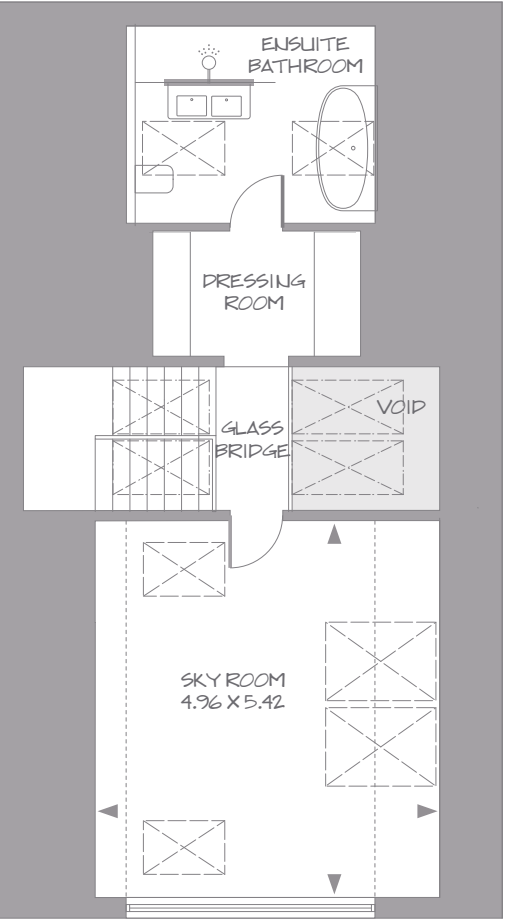 ENSUITE
BATHROOM
DRESSING
ROOM
VOID
GLASS
BRIDGE
SKY ROOM
4.96 X 5.42